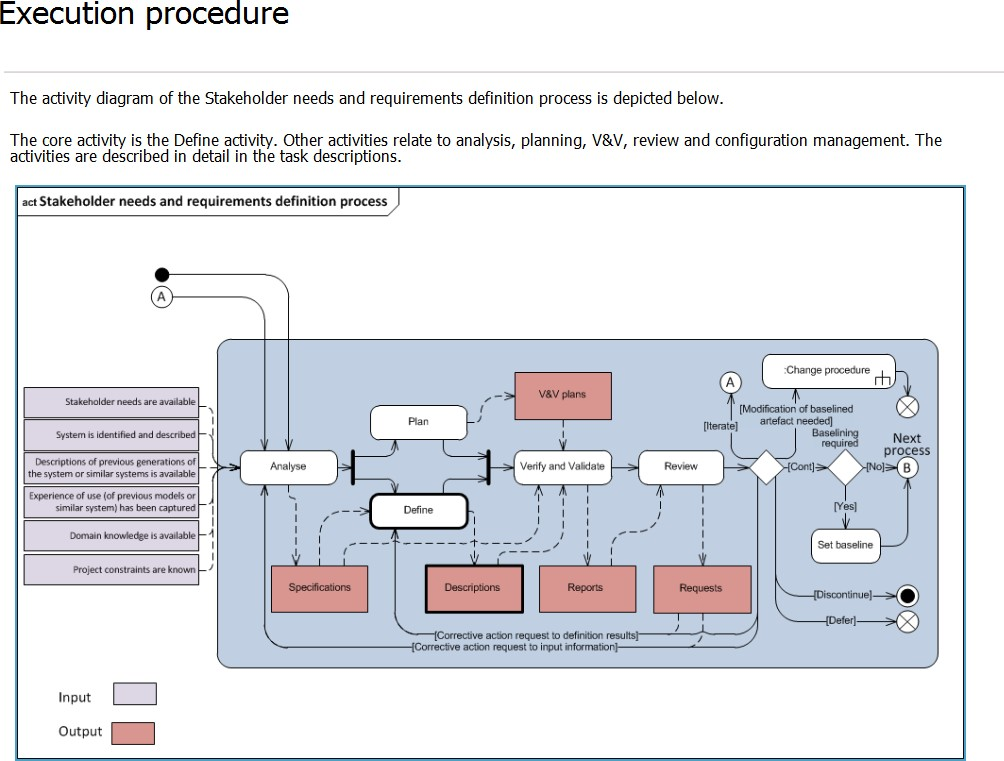 Execution procedure
The activity diagram of the Stakeholder needs and requirements definition process is depicted below.
The core activity is the Define activity. Other activities relate to analysis, planning, V&V, review and configuration management. The
activities are described in detail in the task descriptions.
act Stakeholder needs and requirements definition process
A
Stakeholder needs are available
System is identified and described
Descriptions of previous generations of
the system or similar systems is available
Experience of use (of previous models or
similar system) has been captured
Domain knowledge is available
Project constraints are known
Analyse
Plan
Define
V&V plans
Verify and Validate
Review
Specifications
Descriptions
Reports
Requests
A
[Iterate]
:Change procedure
[Modification of baselined
artefact needed]
Baselining
required
[Cont]
[No]
Next
process
B
[Yes]
Set baseline
[Discontinue]
[Defer]
[Corrective action request to definition results]
[Corrective action request to input information]
Input
Output